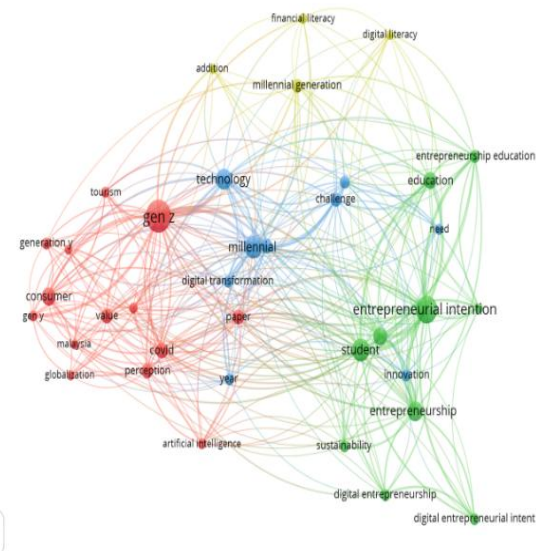 financial literacy
digital literacy
addition
millennial generation
entrepreneurship education
technology
education
tourism
challenge
gen z
need
generation y
millennial
digital transformation
consumer
entrepreneurial intention
gen y
value
paper
malaysia
covid
student
globalization
perception
year
innovation
entrepreneurship
artificial intelligence
sustainability
digital entrepreneurship
digital entrepreneurial intent